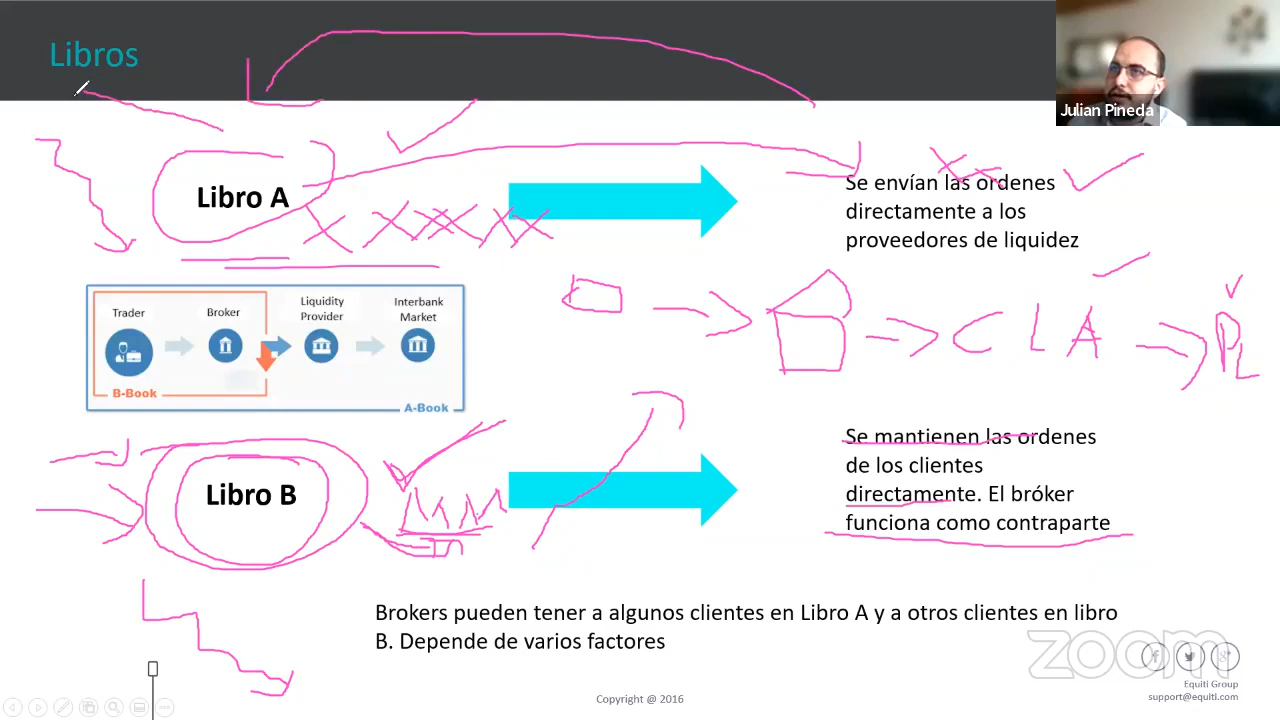 Libros
Julian Pineda
Libro A
Se envían las ordenes
directamente a los
proveedores de liquidez
Trader
Broker
Liquidity
Provider
Interbank
Market
B-Book
A-Book
C L A
PL
Libro B
Se mantienen las ordenes
de los clientes
directamente. El bróker
funciona como contraparte
Brokers pueden tener a algunos clientes en Libro A y a otros clientes en libro
B. Depende de varios factores
zoom
Equiti Group
support@equiti.com
Copyright @ 2016